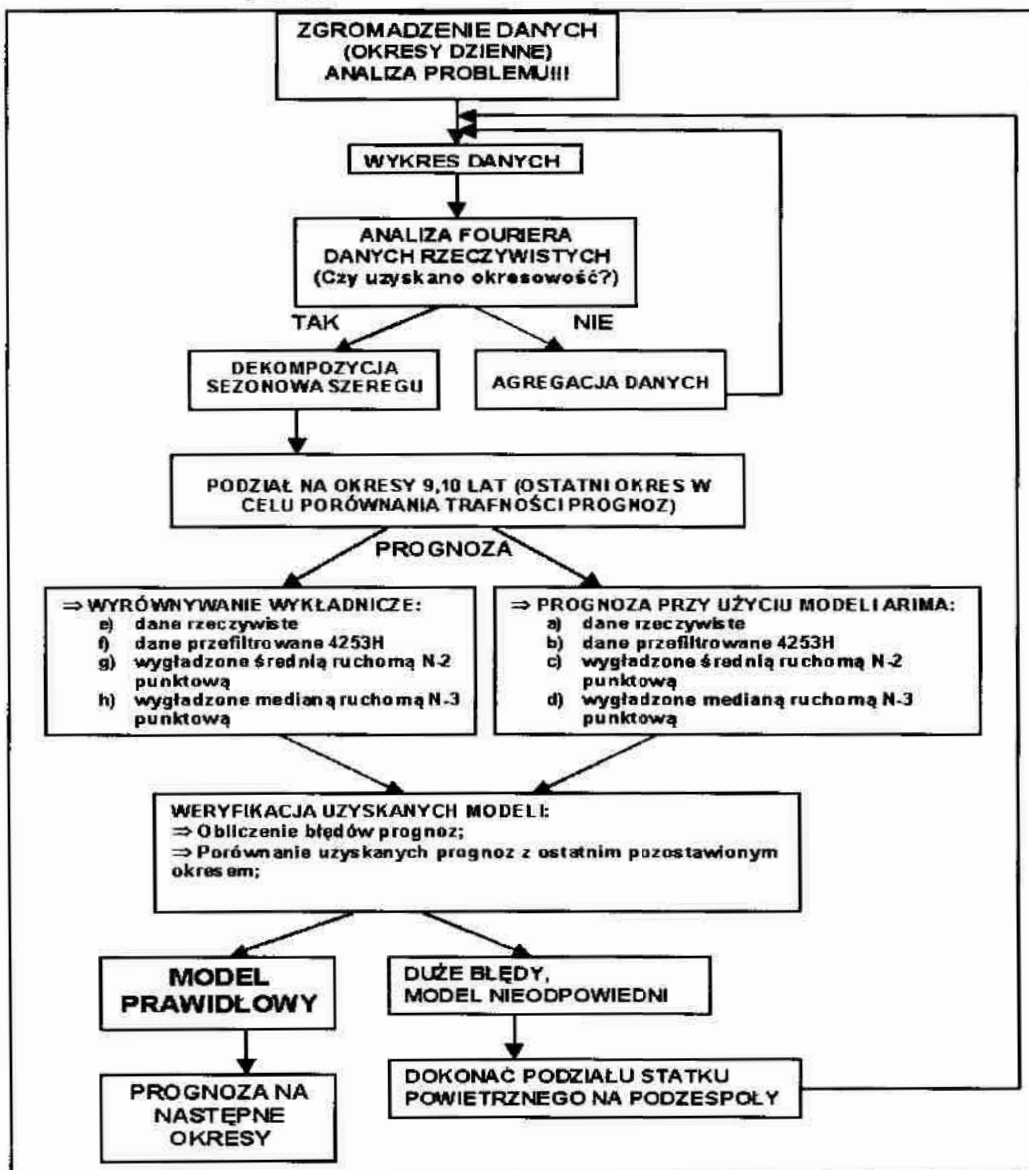 ZGROMADZENIE DANYCH
(OKRESY DZIENNE)
ANALIZA PROBLEMU!!!
WYKRES DANYCH
ANALIZA FOURIERA
DANYCH RZECZYWISTYCH
(Czy uzyskano okresowość?)
TAK
NIE
DEKOMPOZYCJA
SEZONOWA SZEREGU
AGREGACJA DANYCH
PODZIAŁ NA OKRESY 9,10 LAT (OSTATNI OKRES W
CELU PORÓWNANIA TRAFNOŚCI PROGNOZ)
PROGNOZA
⇒ WYRÓWNYWANIE WYKŁADNICZE:
e) dane rzeczywiste
f) dane przefiltrowane 4253H
g) wygładzone średnią ruchomą N-2
punktową
h) wygładzone medianą ruchomą N-3
punktową
⇒ PROGNOZA PRZY UŻYCIU MODELI ARIMA:
a) dane rzeczywiste
b) dane przefiltrowane 4253H
c) wygładzone średnią ruchomą N-2
punktową
d) wygładzone medianą ruchomą N-3
punktową
WERYFIKACJA UZYSKANYCH MODELI:
⇒ Obliczenie błędów prognoz;
⇒ Porównanie uzyskanych prognoz z ostatnim pozostawionym
okresem;
MODEL
PRAWIDŁOWY
DUŻE BŁĘDY,
MODEL NIEODPOWIEDNI
PROGNOZA NA
NASTĘPNE
OKRESY
DOKONAĆ PODZIAŁU STATKU
POWIETRZNEGO NA PODZESPOŁY